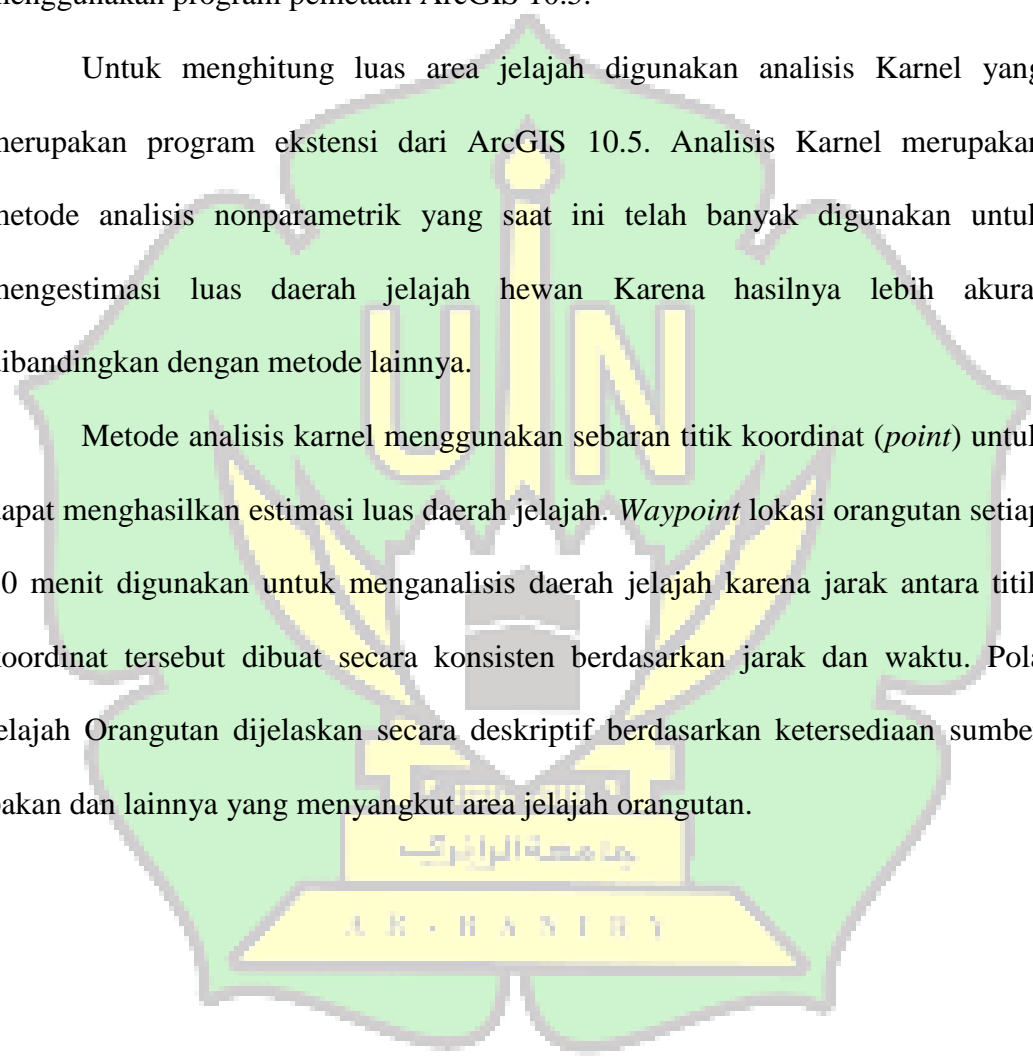 menggunakan program pemetaan ArcGIS 10.5.
Untuk menghitung luas area jelajah digunakan analisis Karnel yang
merupakan program ekstensi dari ArcGIS 10.5. Analisis Karnel merupakan
metode analisis nonparametrik yang saat ini telah banyak digunakan untuk
mengestimasi luas daerah jelajah hewan Karena hasilnya lebih akurat
dibandingkan dengan metode lainnya.
Metode analisis karnel menggunakan sebaran titik koordinat (point) untuk
dapat menghasilkan estimasi luas daerah jelajah. Waypoint lokasi orangutan setiap
0 menit digunakan untuk menganalisis daerah jelajah karena jarak antara titik
koordinat tersebut dibuat secara konsisten berdasarkan jarak dan waktu. Pola
jelajah Orangutan dijelaskan secara deskriptif berdasarkan ketersediaan sumber
pakan dan lainnya yang menyangkut area jelajah orangutan.
UIN
جامعة الرانري
AR-RANIRY